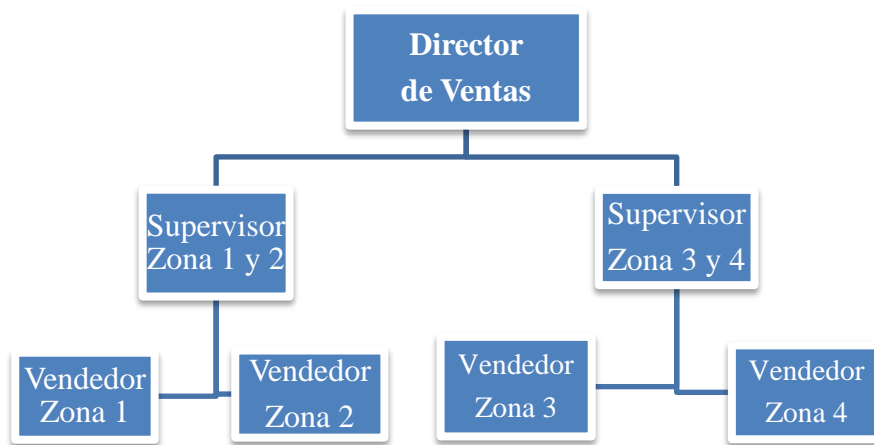 Director
de Ventas
Supervisor
Zona 1 y 2
Supervisor
Zona 3 y 4
Vendedor
Zona 1
Vendedor
Zona 2
Vendedor
Zona 3
Vendedor
Zona 4